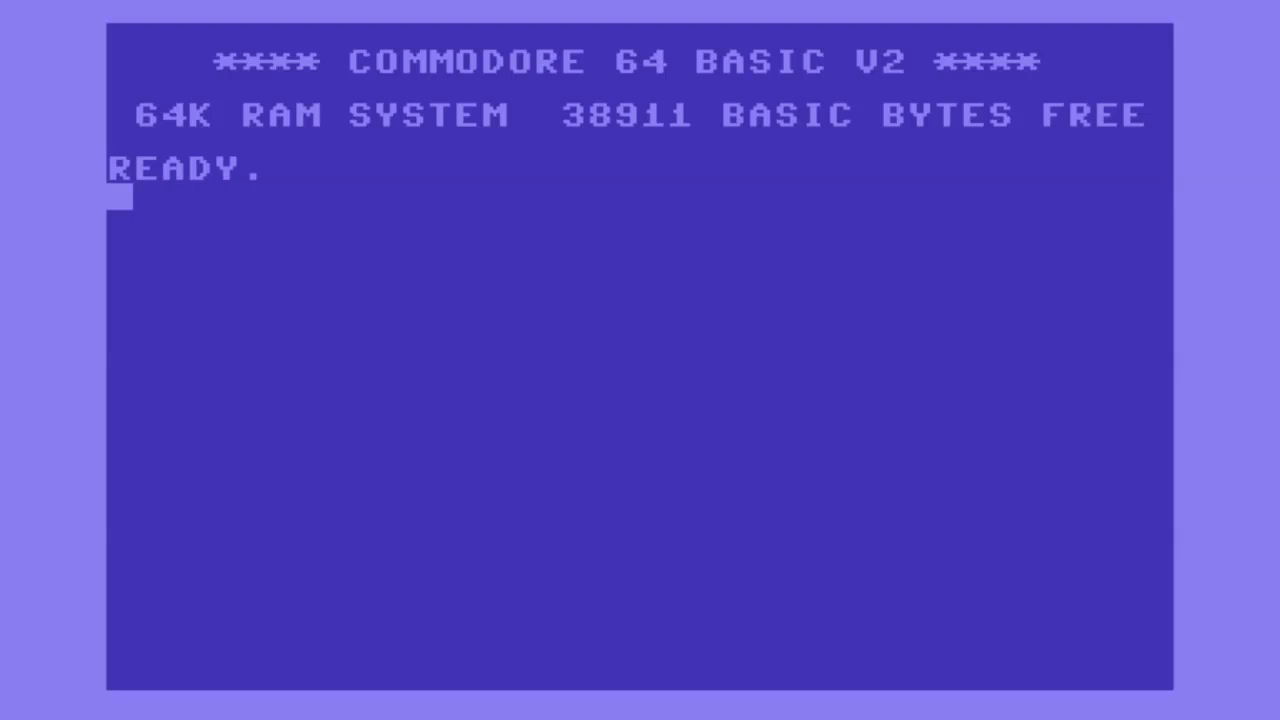 **** COMMODORE 64 BASIC V2 ****
64K RAM SYSTEM  38911 BASIC BYTES FREE
READY.